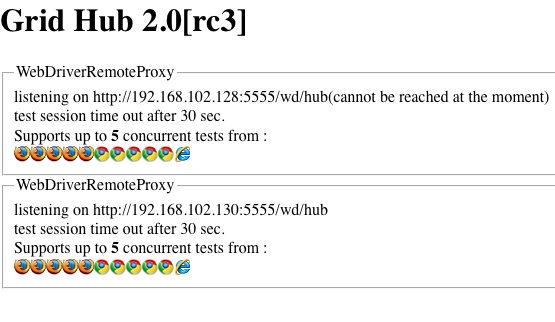 Grid Hub 2.0[rc3]
WebDriverRemoteProxy
listening on http://192.168.102.128:5555/wd/hub(cannot be reached at the moment)
test session time out after 30 sec.
Supports up to 5 concurrent tests from :
WebDriverRemoteProxy
listening on http://192.168.102.130:5555/wd/hub
test session time out after 30 sec.
Supports up to 5 concurrent tests from :